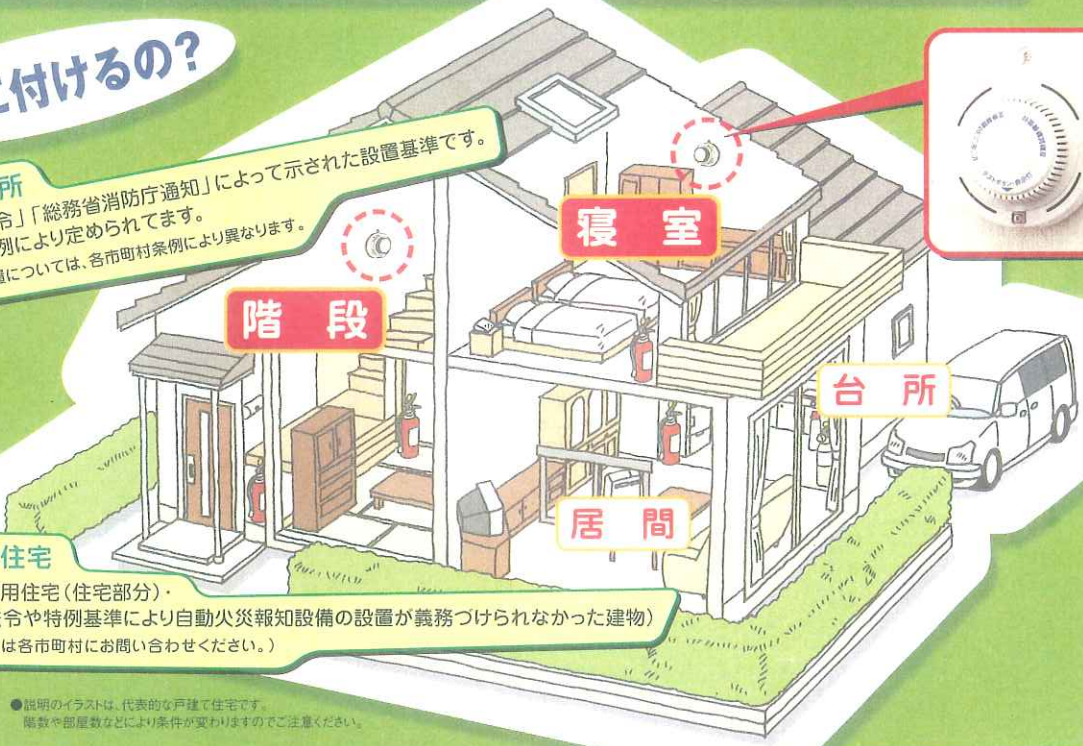 に付けるの?
所
令」「総務省消防庁通知」によって示された設置基準です。
例により定められてます。
については、各市町村条例により異なります。
寝室
階段
台所
居間
住宅
用住宅(住宅部分)・
令や特例基準により自動火災報知設備の設置が義務づけられなかった建物)
は各市町村にお問い合わせください。)
●説明のイラストは、代表的な戸建て住宅です。
階数や部屋数などにより条件が変わりますのでご注意ください。